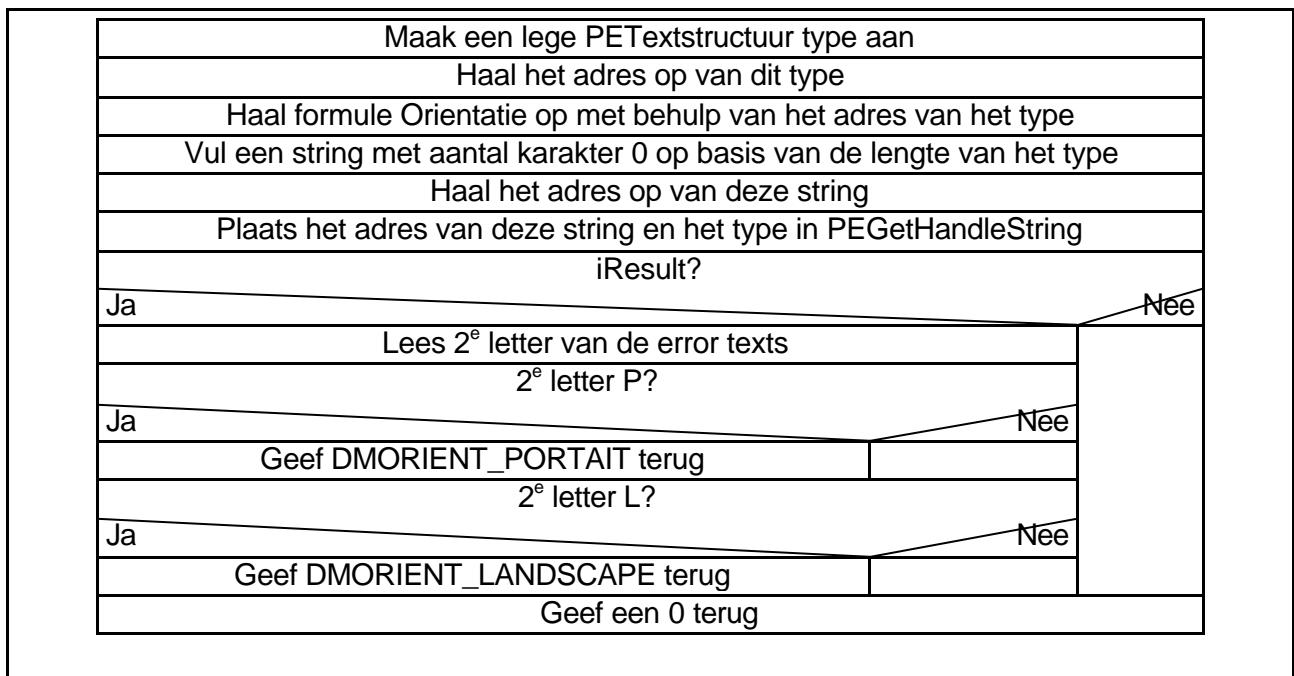 Maak een lege PETextstructuur type aan
Haal het adres op van dit type
Haal formule Orientatie op met behulp van het adres van het type
Vul een string met aantal karakter 0 op basis van de lengte van het type
Haal het adres op van deze string
Plaats het adres van deze string en het type in PEGetHandleString
iResult?
Ja Nee
Lees 2e letter van de error texts
2e letter P?
Ja Nee
Geef DMORIENT_PORTAIT terug
2e letter L?
Ja Nee
Geef DMORIENT_LANDSCAPE terug
Geef een 0 terug